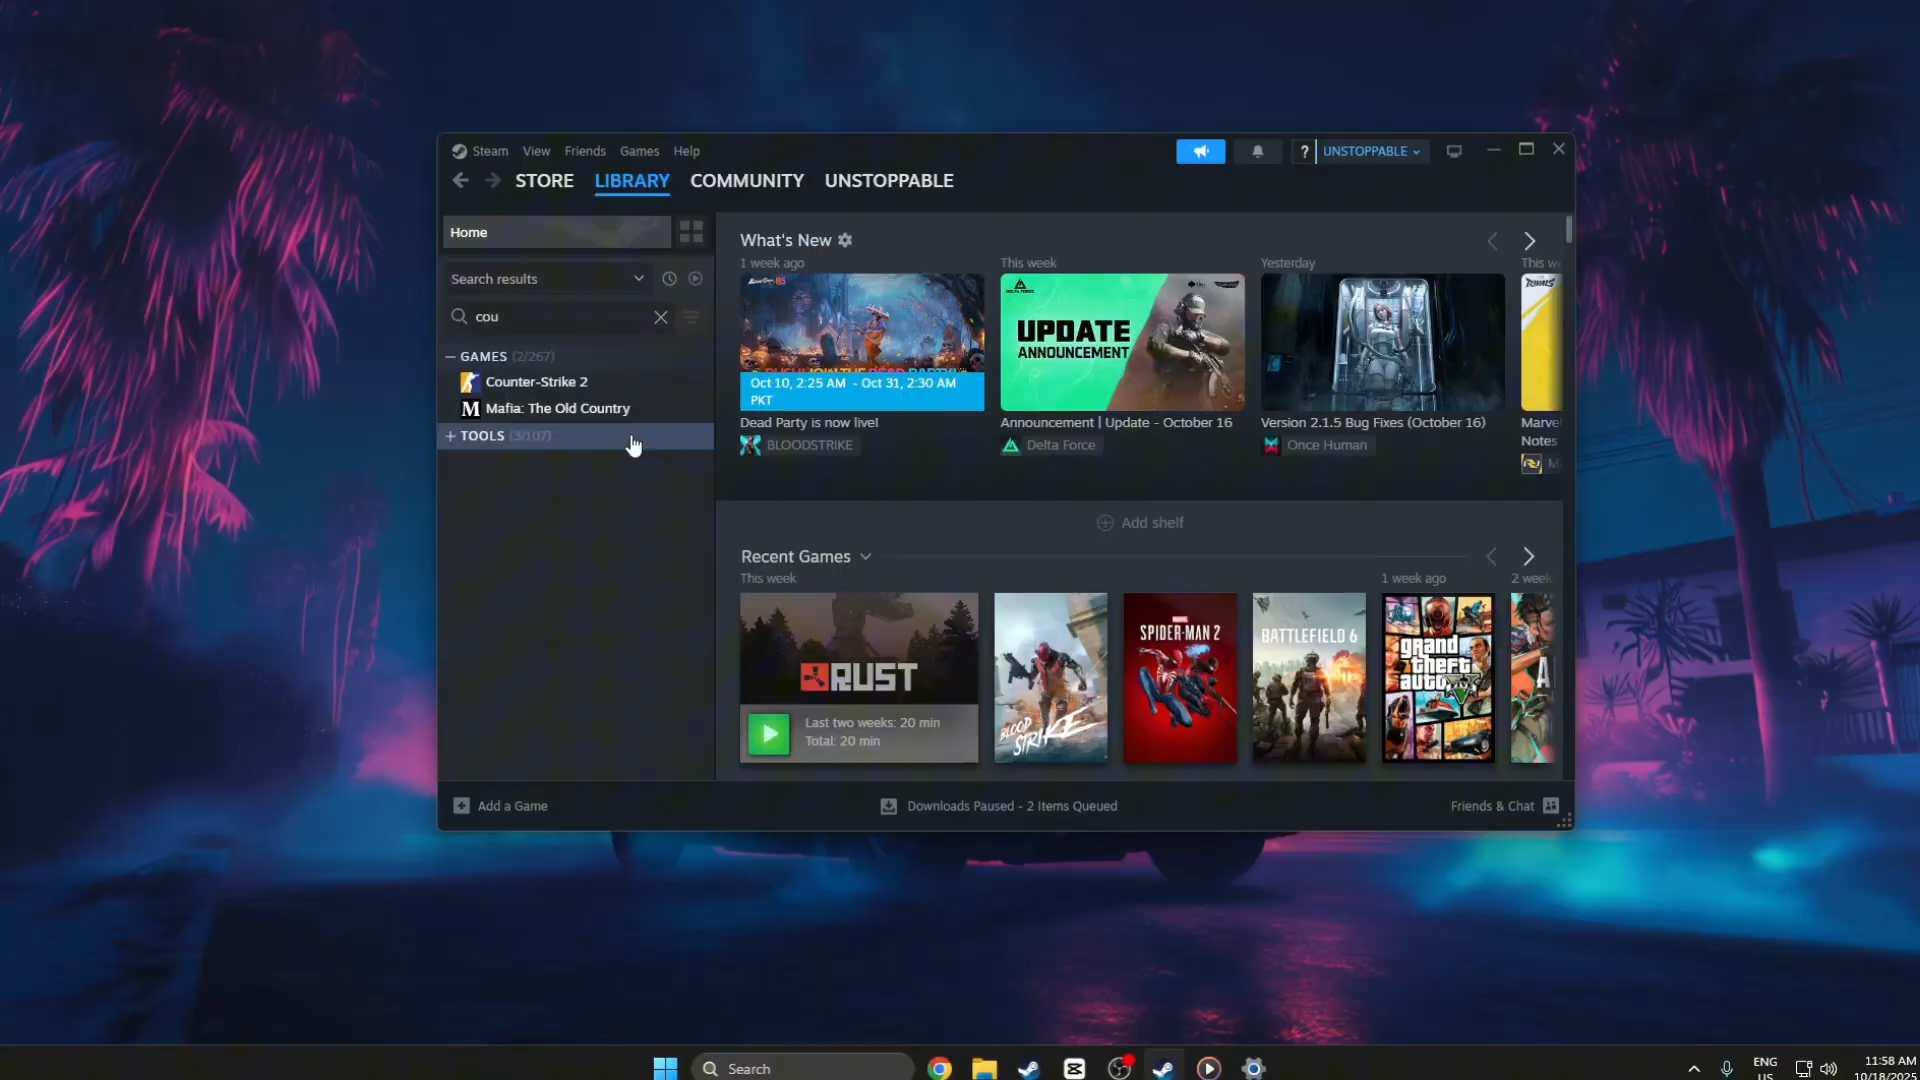 Steam View Friends Games Help
? UNSTOPPABLE
STORE LIBRARY COMMUNITY UNSTOPPABLE
Home
Search results
cou
GAMES (2/267)
Counter-Strike 2
M Mafia: The Old Country
+ TOOLS (3/107)
What's New
1 week ago
This week
Yesterday
This w
UPDATE
ANNOUNCEMENT
DELTA FORCE
RIVALS
Oct 10, 2:25 AM - Oct 31, 2:30 AM
PKT
Dead Party is now live!
BLOODSTRIKE
Announcement | Update - October 16
Delta Force
Version 2.1.5 Bug Fixes (October 16)
Once Human
Marve
Notes
M
Add shelf
Recent Games
This week
1 week ago
2 week
RUST
Last two weeks: 20 min
Total: 20 min
BLOOD
STRIKE
MARVEL
SPIDER-MAN 2
BATTLEFIELD 6
grand
theft
auto
V
A
Add a Game
Downloads Paused - 2 Items Queued
Friends & Chat
Search
ENG
US
11:58 AM
10/18/2025